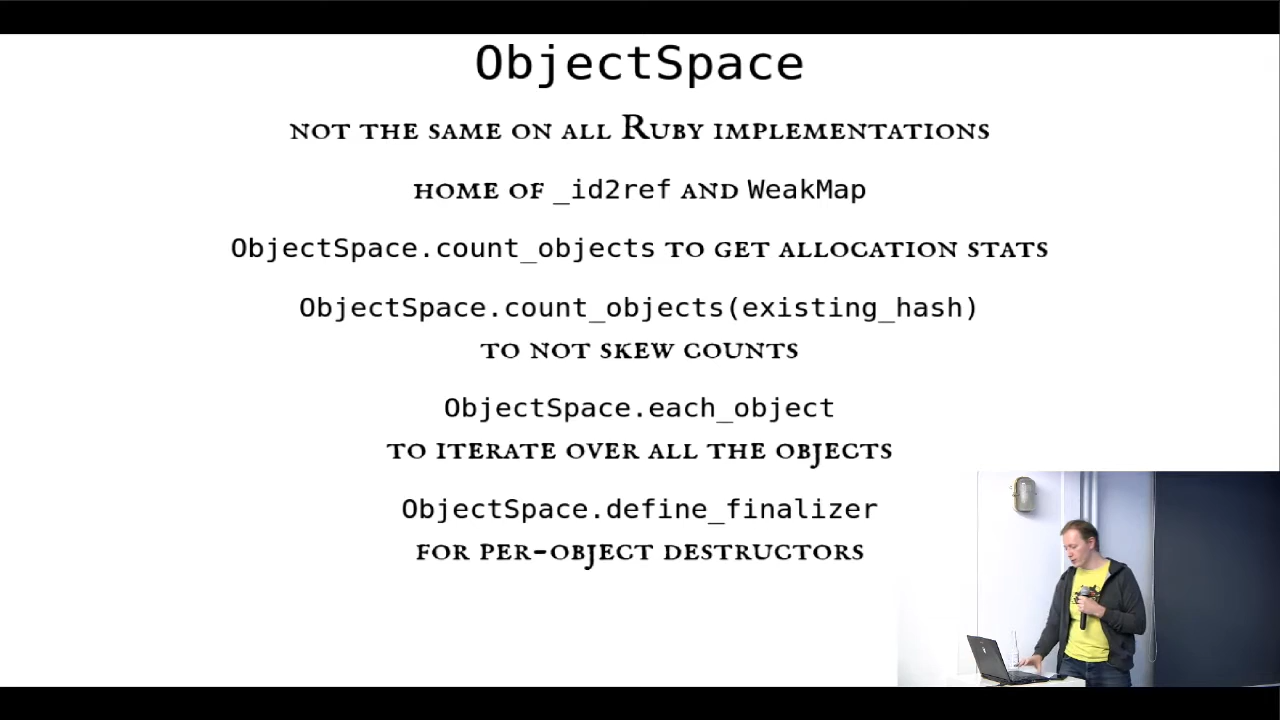 ObjectSpace
not the same on all Ruby implementations
home of _id2ref and WeakMap
ObjectSpace.count_objects to get allocation stats
ObjectSpace.count_objects(existing_hash)
to not skew counts
ObjectSpace.each_object
to iterate over all the objects
ObjectSpace.define_finalizer
for per-object destructors